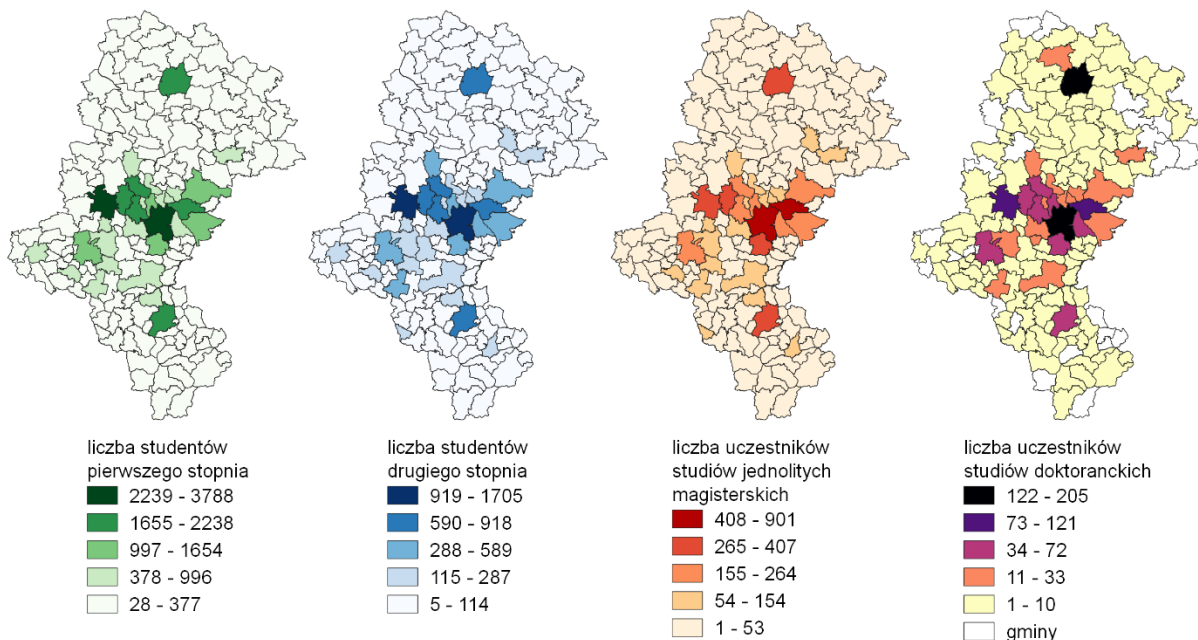 liczba studentów
pierwszego stopnia
2239 - 3788
1655 - 2238
997 - 1654
378 - 996
28 - 377
liczba studentów
drugiego stopnia
919 - 1705
590 - 918
288 - 589
115 - 287
5 - 114
liczba uczestników
studiów jednolitych
magisterskich
408 - 901
265 - 407
155 - 264
54 - 154
1 - 53
liczba uczestników
studiów doktoranckich
122 - 205
73 - 121
34 - 72
11 - 33
1 - 10
gminy